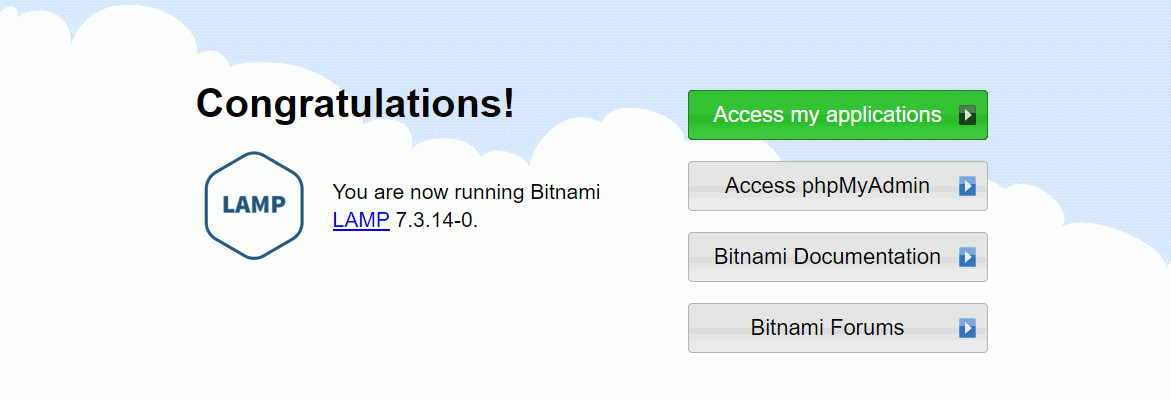 Congratulations!
LAMP
You are now running Bitnami
LAMP 7.3.14-0.
Access my applications
Access phpMyAdmin
Bitnami Documentation
Bitnami Forums